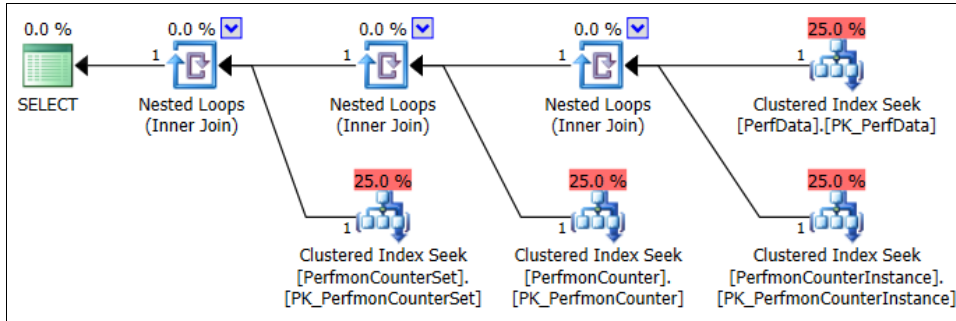 0.0 %
0.0 %
0.0 %
0.0 %
25.0 %
1
1
1
1
SELECT
Nested Loops
(Inner Join)
Nested Loops
(Inner Join)
Nested Loops
(Inner Join)
Clustered Index Seek
[PerfData].[PK_PerfData]
25.0 %
25.0 %
25.0 %
1
1
1
Clustered Index Seek
[PerfmonCounterSet].
[PK_PerfmonCounterSet]
Clustered Index Seek
[PerfmonCounter].
[PK_PerfmonCounter]
Clustered Index Seek
[PerfmonCounterInstance].
[PK_PerfmonCounterInstance]